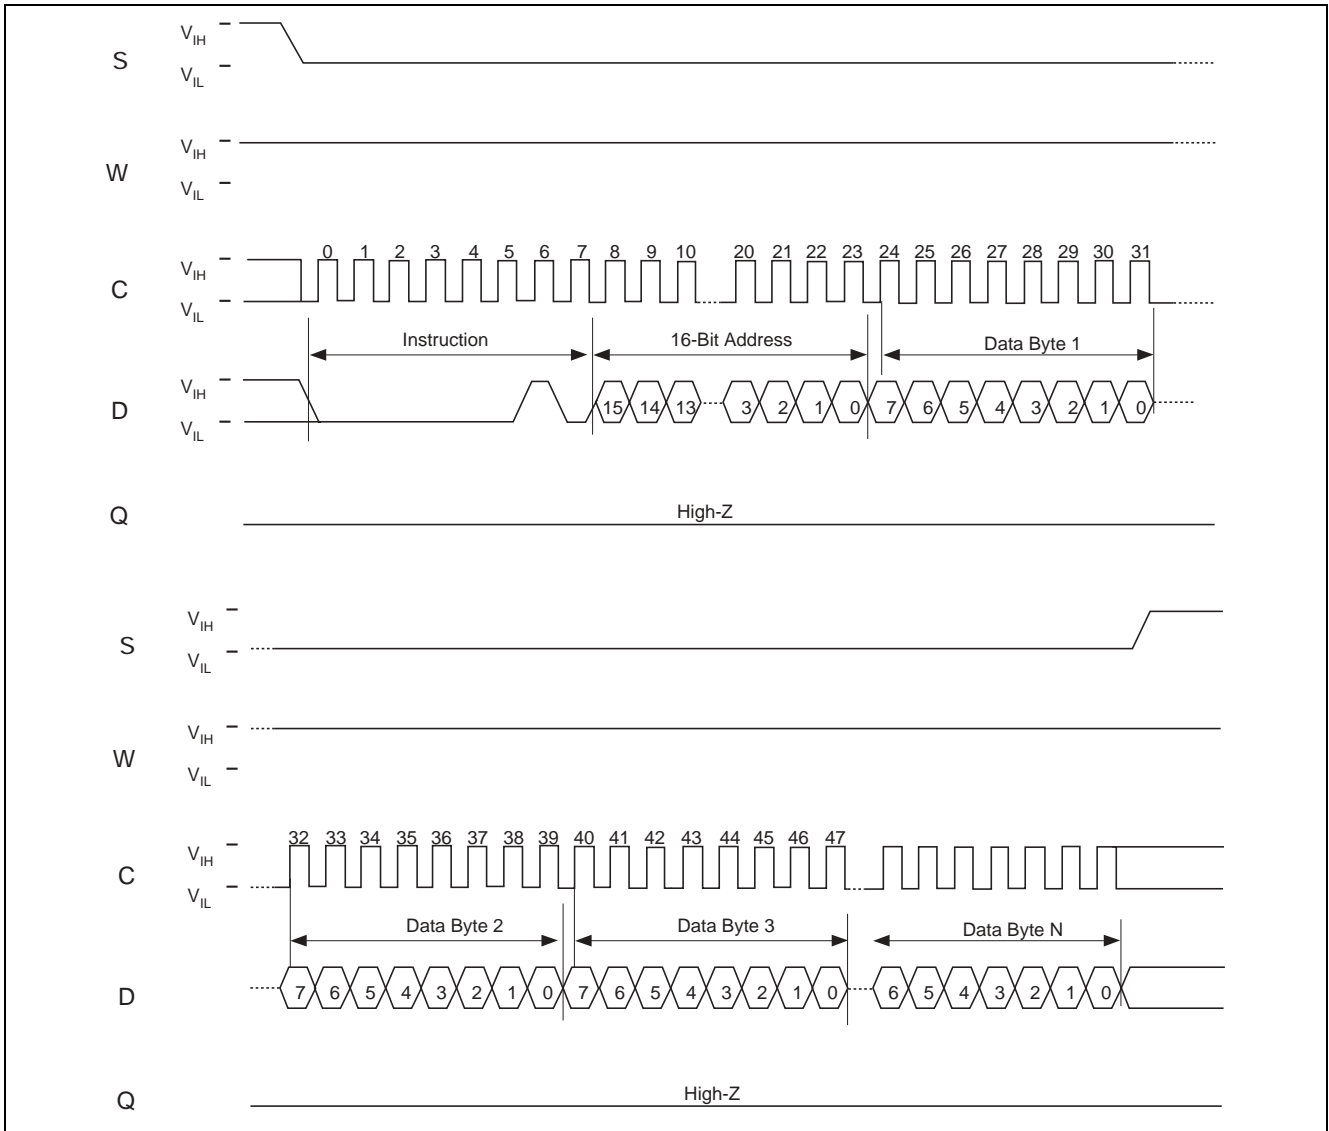 V_IH
S
V_IL
V_IH
W
V_IL
0 1 2 3 4 5 6 7 8 9 10 20 21 22 23 24 25 26 27 28 29 30 31
V_IH
C
V_IL
Instruction 16-Bit Address Data Byte 1
V_IH
D 15 14 13 3 2 1 0 7 6 5 4 3 2 1 0
V_IL
High-Z
Q
V_IH
S
V_IL
V_IH
W
V_IL
32 33 34 35 36 37 38 39 40 41 42 43 44 45 46 47
V_IH
C
V_IL
Data Byte 2 Data Byte 3 Data Byte N
D 7 6 5 4 3 2 1 0 7 6 5 4 3 2 1 0 6 5 4 3 2 1 0
High-Z
Q